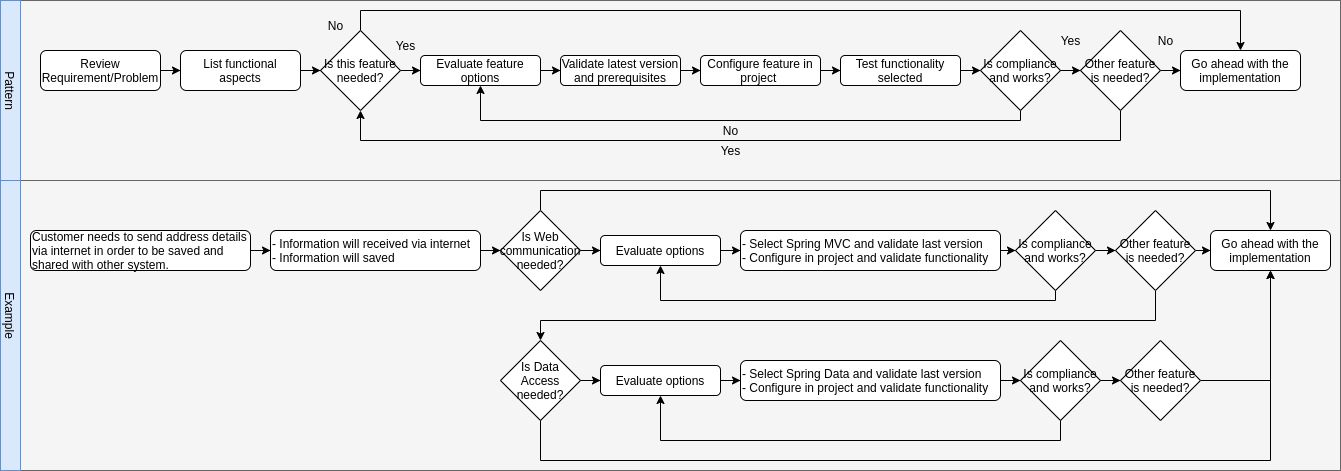 Pattern
No
Yes
Review
Requirement/Problem
List functional
aspects
Is this feature
needed?
Evaluate feature
options
Validate latest version
and prerequisites
Configure feature in
project
Test functionality
selected
Is compliance
and works?
Yes
Other feature
is needed?
No
Go ahead with the
implementation
No
Yes
Example
Customer needs to send address details
via internet in order to be saved and
shared with other system.
- Information will received via internet
- Information will saved
Is Web
communication
needed?
Evaluate options
- Select Spring MVC and validate last version
- Configure in project and validate functionality
Is compliance
and works?
Other feature
is needed?
Go ahead with the
implementation
Is Data
Access
needed?
Evaluate options
- Select Spring Data and validate last version
- Configure in project and validate functionality
Is compliance
and works?
Other feature
is needed?